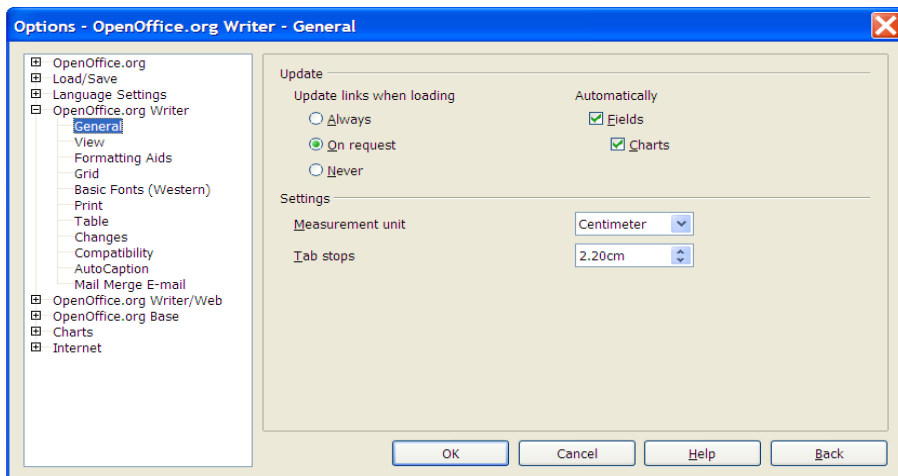 Options - OpenOffice.org Writer - General
OpenOffice.org
Load/Save
Language Settings
OpenOffice.org Writer
General
View
Formatting Aids
Grid
Basic Fonts (Western)
Print
Table
Changes
Compatibility
AutoCaption
Mail Merge E-mail
OpenOffice.org Writer/Web
OpenOffice.org Base
Charts
Internet
Update
Update links when loading
Always
On request
Never
Automatically
Fields
Charts
Settings
Measurement unit Centimeter
Tab stops 2.20cm
OK Cancel Help Back